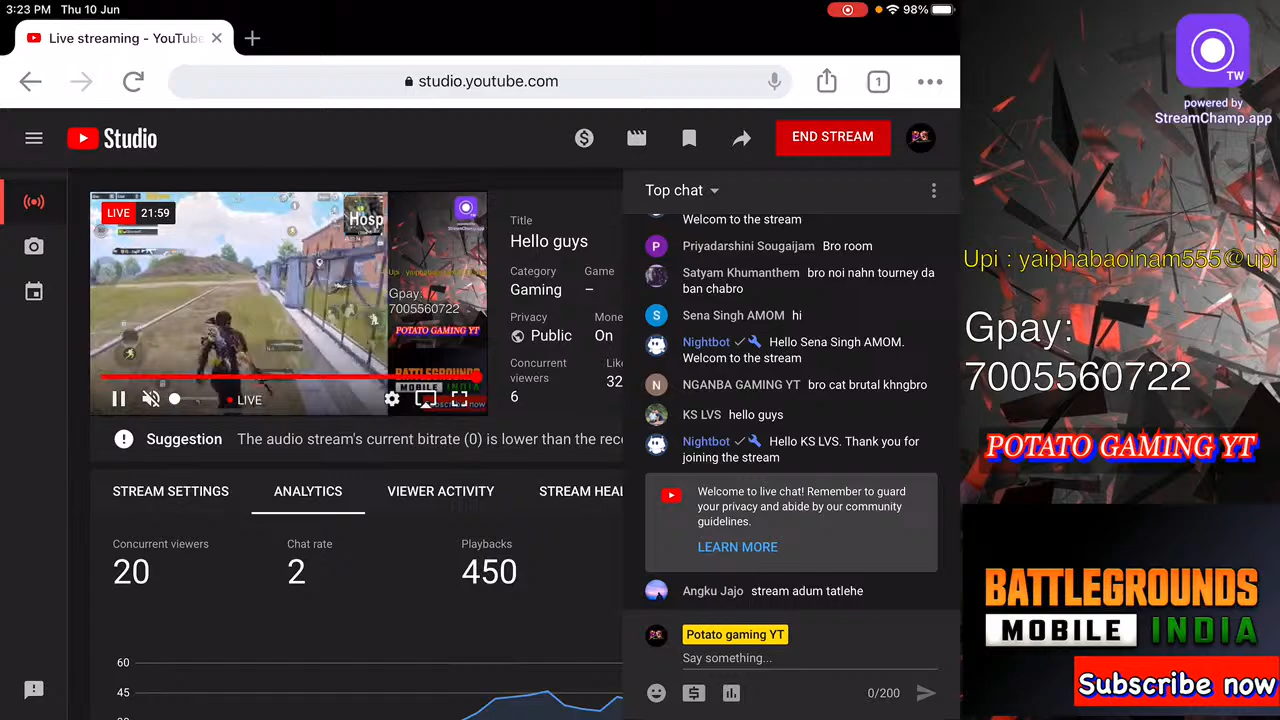 3:23 PM Thu 10 Jun
98%
Live streaming - YouTube
studio.youtube.com
1
Studio
END STREAM
LIVE 21:59
Hosp
Gpay:
7005560722
POTATO GAMING YT
BATTLEGROUNDS
MOBILE
LIVE
Title
Hello guys
Category
Game
Gaming
–
Privacy
Public
On
Concurrent
viewers
6
32
Suggestion
The audio stream's current bitrate (0) is lower than the
STREAM SETTINGS
ANALYTICS
VIEWER ACTIVITY
STREAM
Concurrent viewers
20
Chat rate
2
Playbacks
450
60
45
Top chat
Welcom to the stream
P
Priyadarshini Sougaijam Bro room
Satyam Khumanthem bro noi nahn tourney da
ban chabro
S
Sena Singh AMOM hi
Nightbot Hello Sena Singh AMOM.
Welcom to the stream
N
NGANBA GAMING YT bro cat brutal khngbro
KS LVS hello guys
Nightbot Hello KS LVS. Thank you for
joining the stream
Welcome to live chat! Remember to guard
your privacy and abide by our community
guidelines.
LEARN MORE
Angku Jajo stream adum tatlehe
Potato gaming YT
Say something...
0/200
TW
powered by
StreamChamp.app
Upi : yaiphabaoinam555@upi
Gpay:
7005560722
POTATO GAMING YT
BATTLEGROUNDS
MOBILE INDIA
Subscribe now